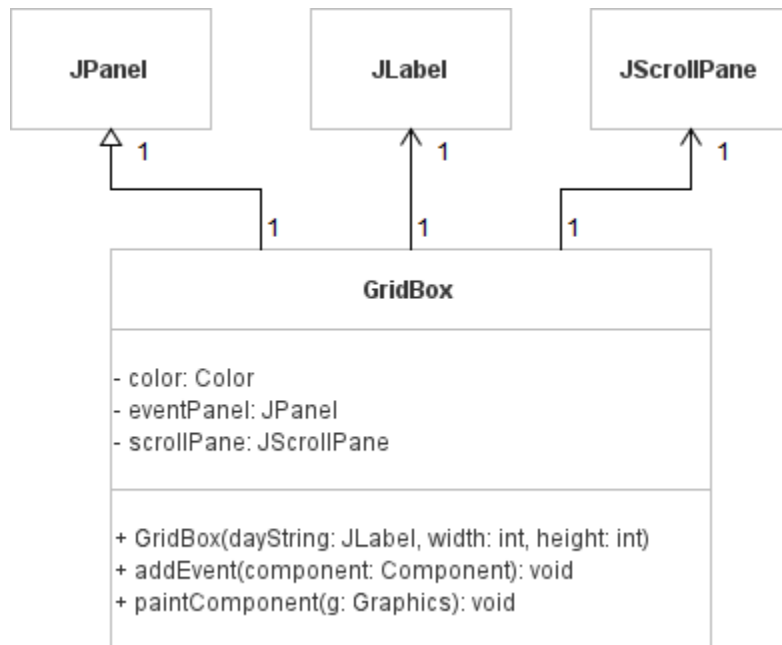 JPanel
JLabel
JScrollPane
1
1
1
1
1
1
GridBox
- color: Color
- eventPanel: JPanel
- scrollPane: JScrollPane
+ GridBox(dayString: JLabel, width: int, height: int)
+ addEvent(component: Component): void
+ paintComponent(g: Graphics): void